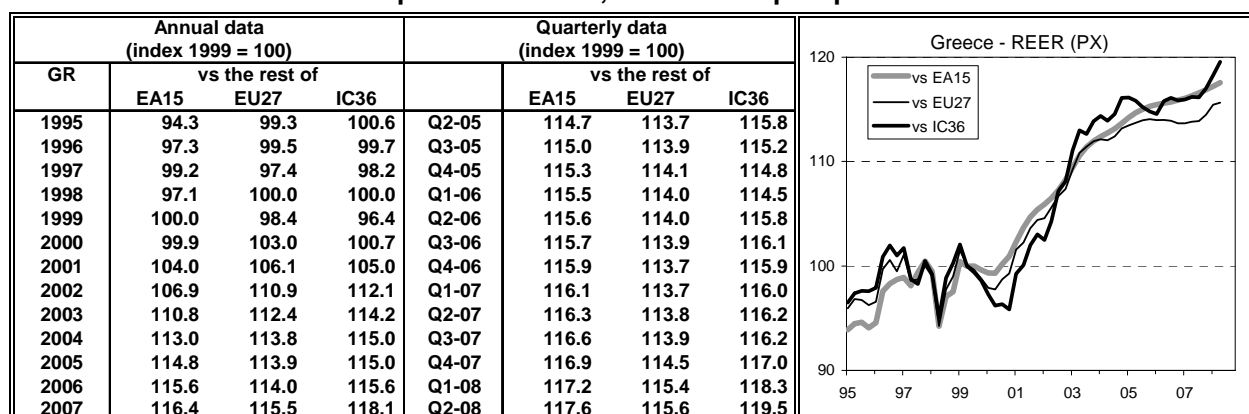 Annual data Quarterly data
(index 1999 = 100) (index 1999 = 100)
GR vs the rest of vs the rest of
EA15 EU27 IC36 EA15 EU27 IC36
1995 94.3 99.3 100.6 Q2-05 114.7 113.7 115.8
1996 97.3 99.5 99.7 Q3-05 115.0 113.9 115.2
1997 99.2 97.4 98.2 Q4-05 115.3 114.1 114.8
1998 97.1 100.0 100.0 Q1-06 115.5 114.0 114.5
1999 100.0 98.4 96.4 Q2-06 115.6 114.0 115.8
2000 99.9 103.0 100.7 Q3-06 115.7 113.9 116.1
2001 104.0 106.1 105.0 Q4-06 115.9 113.7 115.9
2002 106.9 110.9 112.1 Q1-07 116.1 113.7 116.0
2003 110.8 112.4 114.2 Q2-07 116.3 113.8 116.2
2004 113.0 113.8 115.0 Q3-07 116.6 113.9 116.2
2005 114.8 113.9 115.0 Q4-07 116.9 114.5 117.0
2006 115.6 114.0 115.6 Q1-08 117.2 115.4 118.3
2007 116.4 115.5 118.1 Q2-08 117.6 115.6 119.5
Greece - REER (PX)
120
vs EA15
vs EU27
vs IC36
110
100
90
95 97 99 01 03 05 07